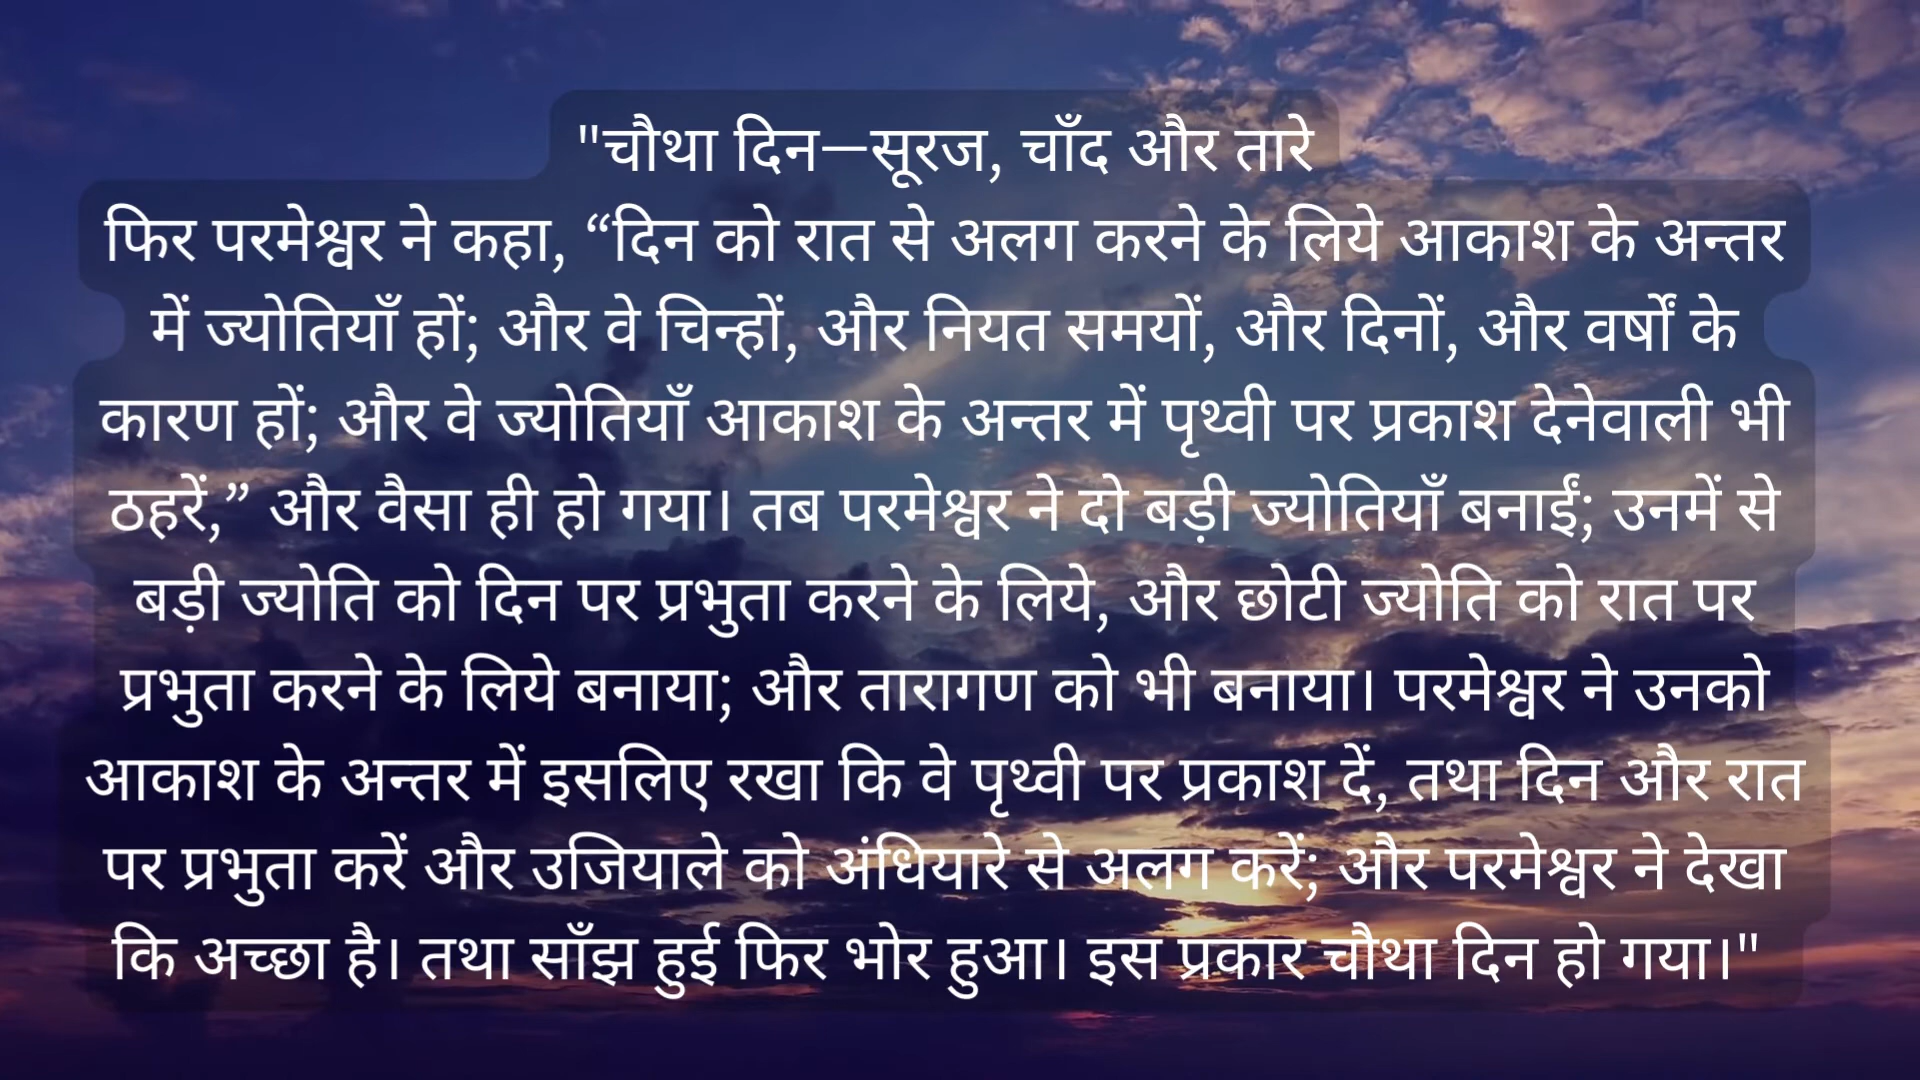 "चौथा दिन—सूरज, चाँद और तारे
फिर परमेश्वर ने कहा, “दिन को रात से अलग करने के लिये आकाश के अन्तर
में ज्योतियाँ हों; और वे चिन्हों, और नियत समयों, और दिनों, और वर्षों के
कारण हों; और वे ज्योतियाँ आकाश के अन्तर में पृथ्वी पर प्रकाश देनेवाली भी
ठहरें,” और वैसा ही हो गया। तब परमेश्वर ने दो बड़ी ज्योतियाँ बनाईं; उनमें से
बड़ी ज्योति को दिन पर प्रभुता करने के लिये, और छोटी ज्योति को रात पर
प्रभुता करने के लिये बनाया; और तारागण को भी बनाया। परमेश्वर ने उनको
आकाश के अन्तर में इसलिए रखा कि वे पृथ्वी पर प्रकाश दें, तथा दिन और रात
पर प्रभुता करें और उजियाले को अंधियारे से अलग करें; और परमेश्वर ने देखा
कि अच्छा है। तथा साँझ हुई फिर भोर हुआ। इस प्रकार चौथा दिन हो गया।"